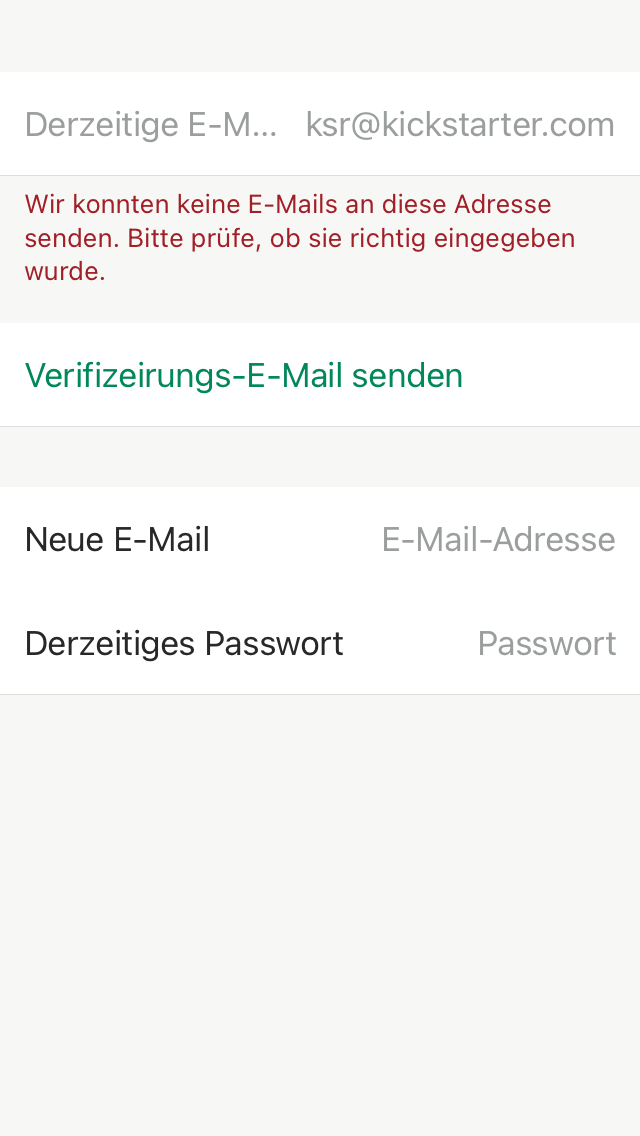 Derzeitige E-M... ksr@kickstarter.com
Wir konnten keine E-Mails an diese Adresse
senden. Bitte prüfe, ob sie richtig eingegeben
wurde.
Verifizeirungs-E-Mail senden
Neue E-Mail E-Mail-Adresse
Derzeitiges Passwort Passwort